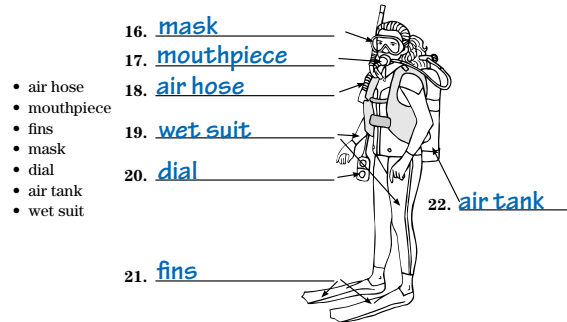 • air hose
• mouthpiece
• fins
• mask
• dial
• air tank
• wet suit
16. mask
17. mouthpiece
18. air hose
19. wet suit
20. dial
21. fins
22. air tank